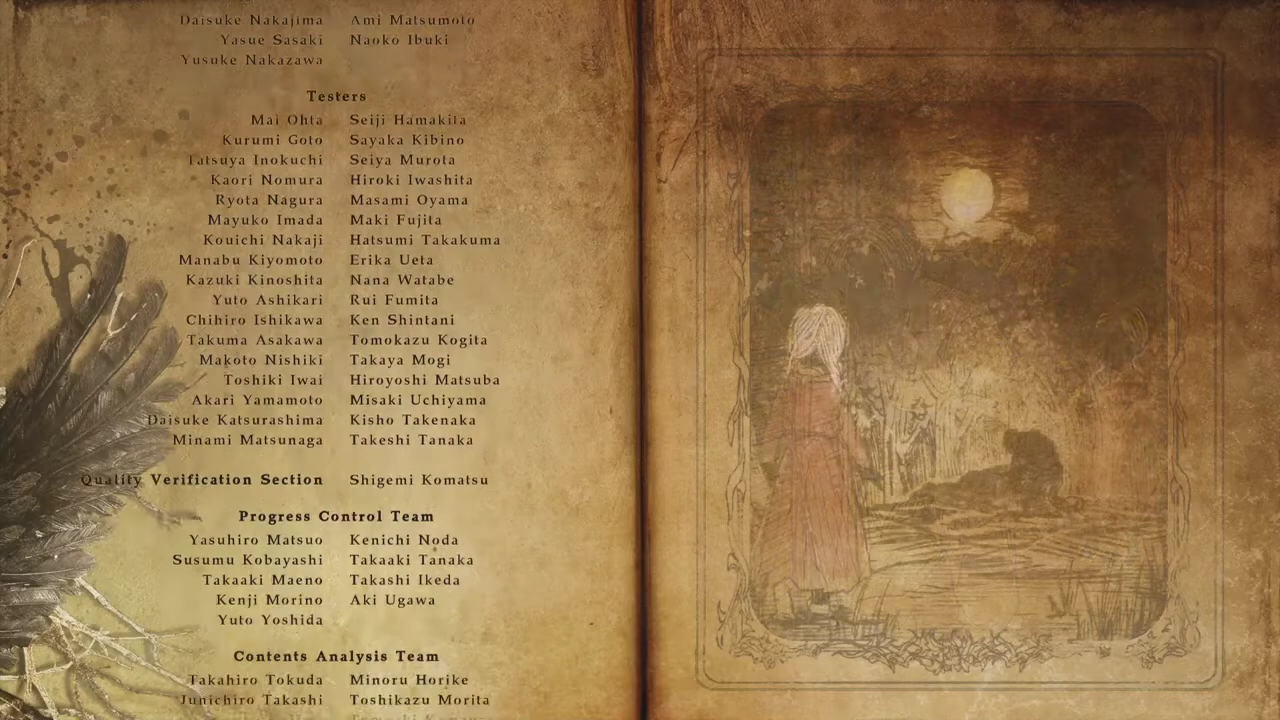 Daisuke Nakajima Ami Matsumoto
Yasue Sasaki Naoko Ibuki
Yusuke Nakazawa
Testers
Mai Ohta Seiji Hamakita
Kurumi Goto Sayaka Kibino
Tatsuya Inokuchi Seiya Murota
Kaori Nomura Hiroki Iwashita
Ryota Nagura Masami Oyama
Mayuko Imada Maki Fujita
Kouichi Nakaji Hatsumi Takakuma
Manabu Kiyomoto Erika Ueta
Kazuki Kinoshita Nana Watabe
Yuto Ashikari Rui Fumita
Chihiro Ishikawa Ken Shintani
Takuma Asakawa Tomokazu Kogita
Makoto Nishiki Takaya Mogi
Toshiki Iwai Hiroyoshi Matsuba
Akari Yamamoto Misaki Uchiyama
Daisuke Katsurashima Kisho Takenaka
Minami Matsunaga Takeshi Tanaka
Quality Verification Section Shigemi Komatsu
Progress Control Team
Yasuhiro Matsuo Kenichi Noda
Susumu Kobayashi Takaaki Tanaka
Takaaki Maeno Takashi Ikeda
Kenji Morino Aki Ugawa
Yuto Yoshida
Contents Analysis Team
Takahiro Tokuda Minoru Horike
Junichiro Takashi Toshikazu Morita